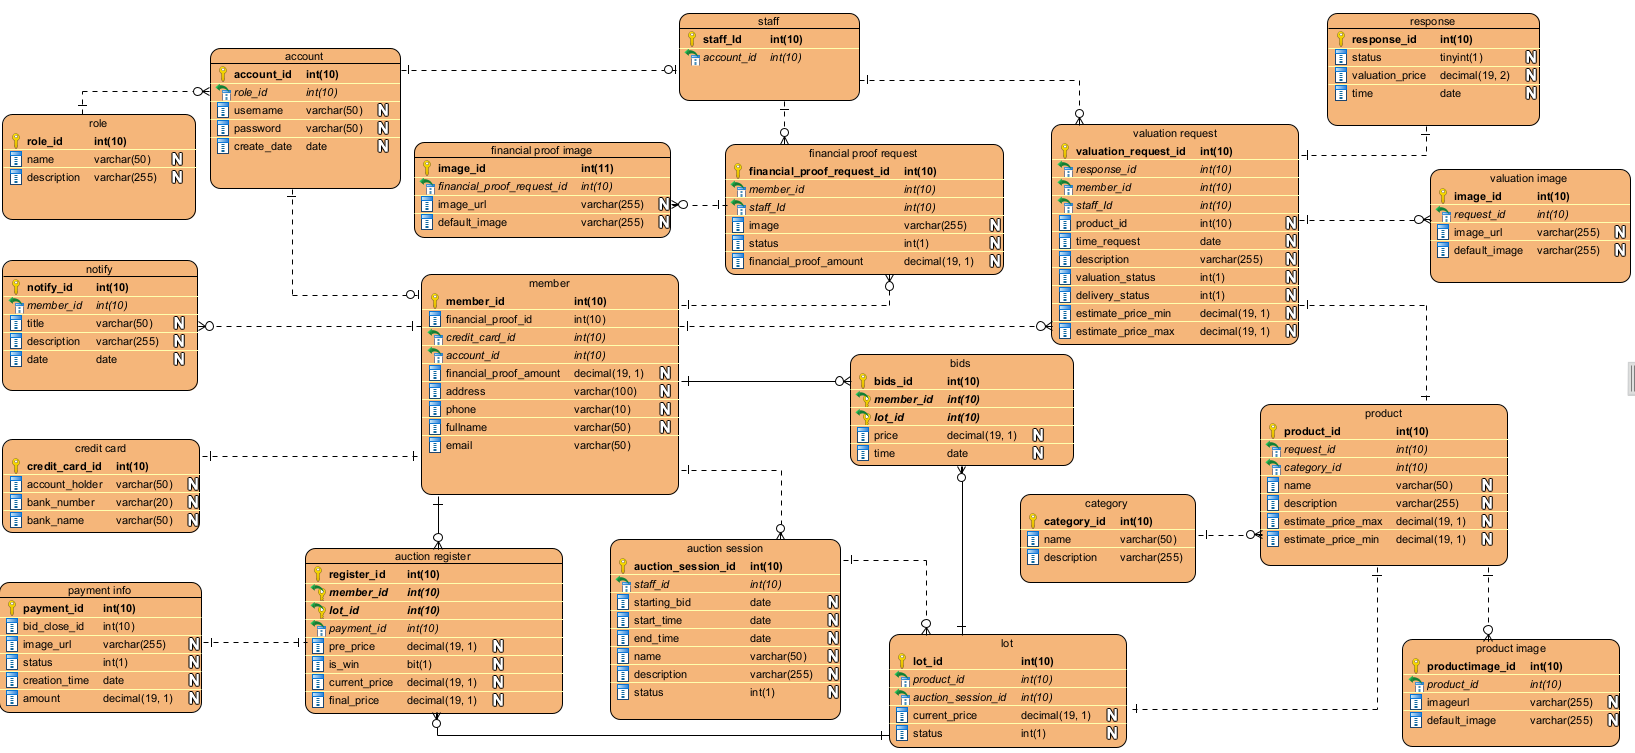 staff
staff_Id int(10)
account_id int(10)
response
response_id int(10)
status tinyint(1) N
valuation_price decimal(19, 2) N
time date N
account
account_id int(10)
role_id int(10)
username varchar(50) N
password varchar(50) N
create_date date N
role
role_id int(10)
name varchar(50) N
description varchar(255) N
financial proof image
image_id int(11)
financial_proof_request_id int(10)
image_url varchar(255) N
default_image varchar(255) N
financial proof request
financial_proof_request_id int(10)
member_id int(10)
staff_Id int(10)
image varchar(255) N
status int(1) N
financial_proof_amount decimal(19, 1) N
valuation request
valuation_request_id int(10)
response_id int(10)
member_id int(10)
staff_Id int(10)
product_id int(10) N
time_request date N
description varchar(255) N
valuation_status int(1) N
delivery_status int(1) N
estimate_price_min decimal(19, 1) N
estimate_price_max decimal(19, 1) N
valuation image
image_id int(10)
request_id int(10)
image_url varchar(255) N
default_image varchar(255) N
notify
notify_id int(10)
member_id int(10)
title varchar(50) N
description varchar(255) N
date date N
member
member_id int(10)
financial_proof_id int(10)
credit_card_id int(10)
account_id int(10)
financial_proof_amount decimal(19, 1) N
address varchar(100) N
phone varchar(10) N
fullname varchar(50) N
email varchar(50)
bids
bids_id int(10)
member_id int(10)
lot_id int(10)
price decimal(19, 1) N
time date N
product
product_id int(10)
request_id int(10)
category_id int(10)
name varchar(50) N
description varchar(255) N
estimate_price_max decimal(19, 1) N
estimate_price_min decimal(19, 1) N
credit card
credit_card_id int(10)
account_holder varchar(50) N
bank_number varchar(20) N
bank_name varchar(50) N
category
category_id int(10)
name varchar(50)
description varchar(255)
auction register
register_id int(10)
member_id int(10)
lot_id int(10)
payment_id int(10)
pre_price decimal(19, 1) N
is_win bit(1) N
current_price decimal(19, 1) N
final_price decimal(19, 1) N
auction session
auction_session_id int(10)
staff_id int(10)
starting_bid date N
start_time date N
end_time date N
name varchar(50) N
description varchar(255) N
status int(1) N
payment info
payment_id int(10)
bid_close_id int(10)
image_url varchar(255) N
status int(1) N
creation_time date N
amount decimal(19, 1) N
lot
lot_id int(10)
product_id int(10)
auction_session_id int(10)
current_price decimal(19, 1) N
status int(1) N
product image
productimage_id int(10)
product_id int(10)
imageurl varchar(255) N
default_image varchar(255) N